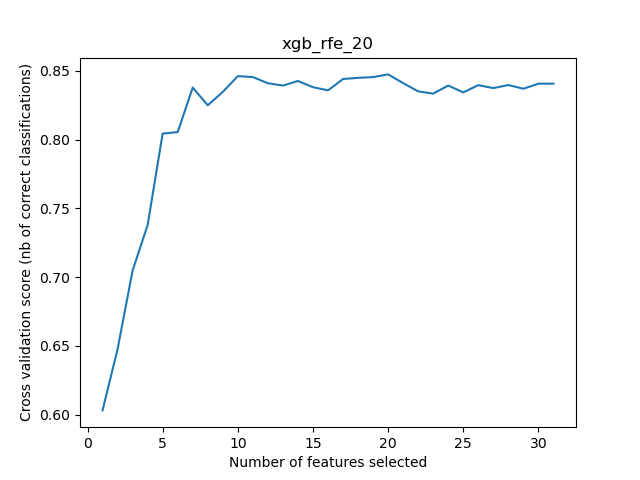 xgb_rfe_20
Cross validation score (nb of correct classifications)
0.85
0.80
0.75
0.70
0.65
0.60
0 5 10 15 20 25 30
Number of features selected